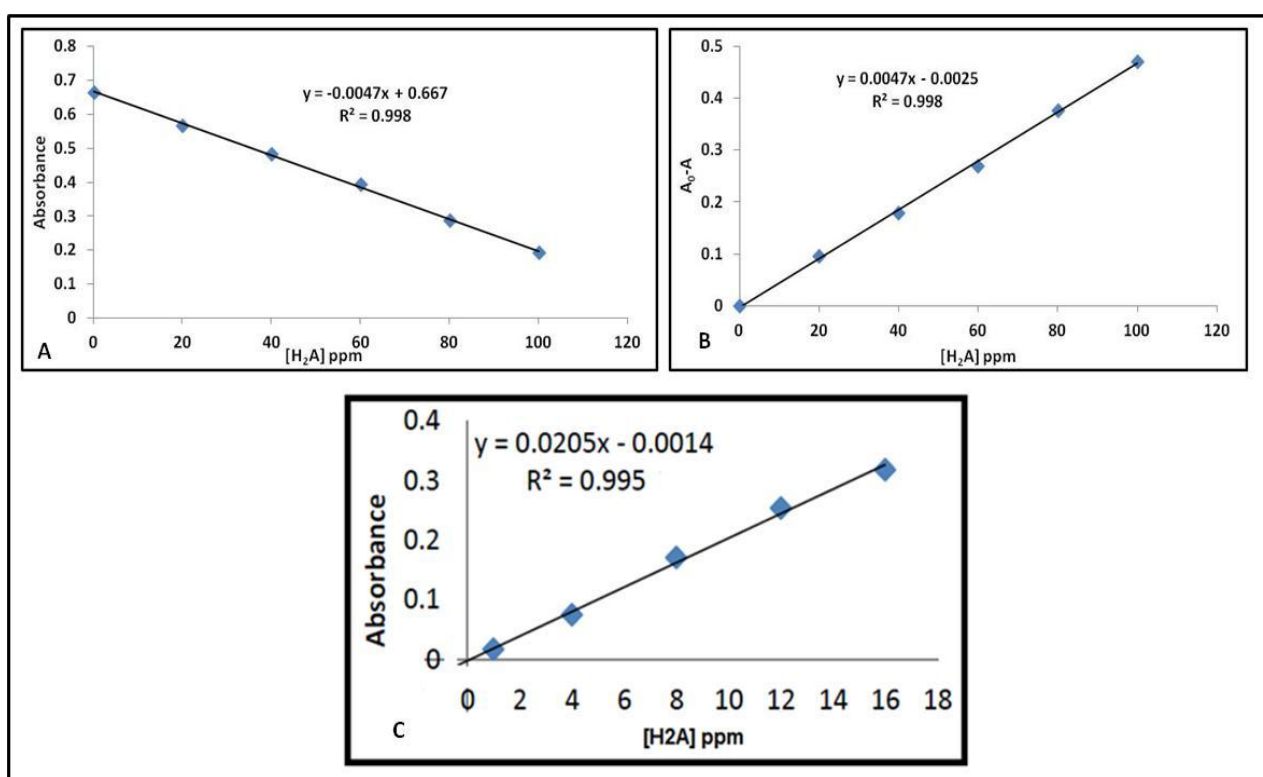 0.8
0.7
0.6
0.5
0.4
0.3
0.2
0.1
0
Absorbance
y = -0.0047x + 0.667
R² = 0.998
0 20 40 60 80 100 120
[H₂A] ppm
A
0.5
0.4
0.3
0.2
0.1
0
A₀-A
y = 0.0047x - 0.0025
R² = 0.998
0 20 40 60 80 100 120
[H₂A] ppm
B
0.4
0.3
0.2
0.1
0
Absorbance
y = 0.0205x - 0.0014
R² = 0.995
0 2 4 6 8 10 12 14 16 18
[H2A] ppm
C